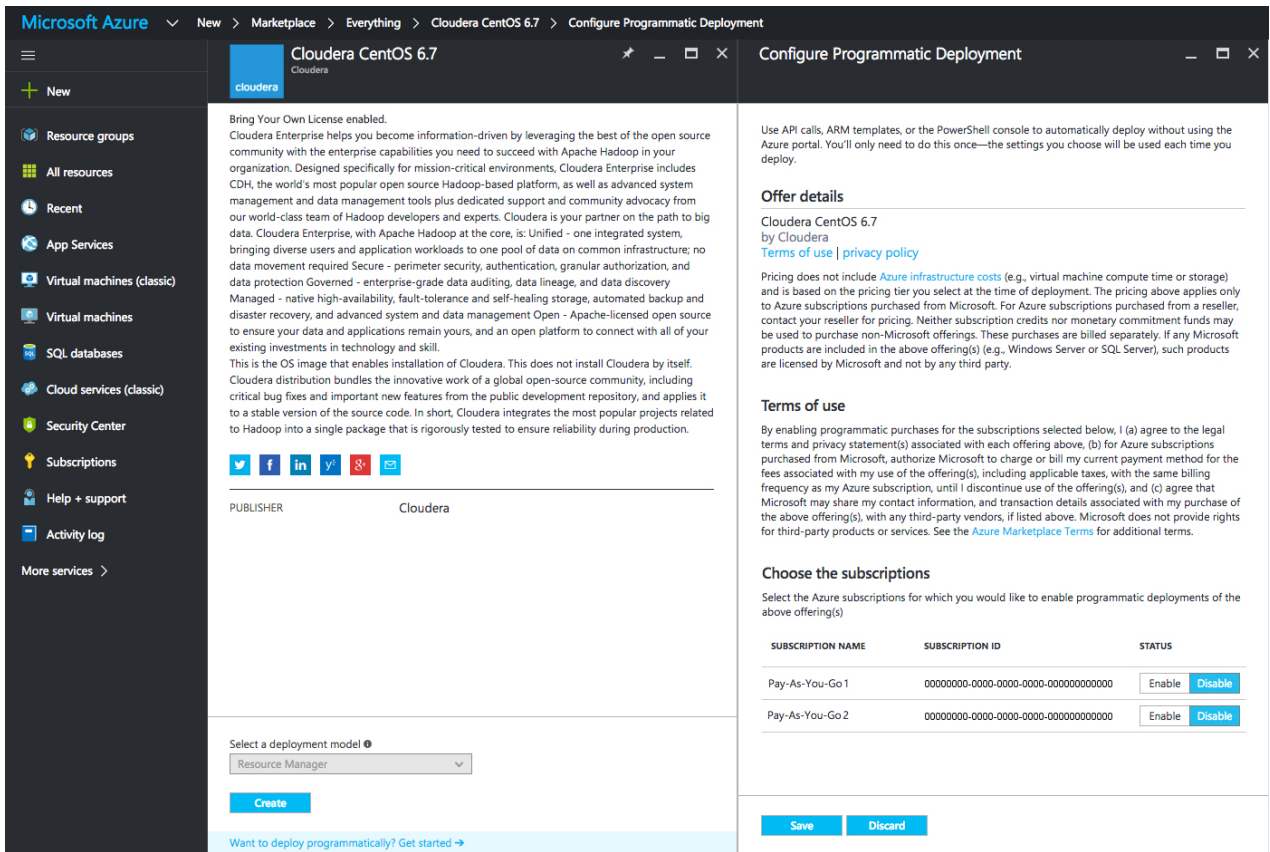 Microsoft Azure New > Marketplace > Everything > Cloudera CentOS 6.7 > Configure Programmatic Deployment
New
Resource groups
All resources
Recent
App Services
Virtual machines (classic)
Virtual machines
SQL databases
Cloud services (classic)
Security Center
Subscriptions
Help + support
Activity log
More services >
cloudera
Cloudera CentOS 6.7
Cloudera
Bring Your Own License enabled.
Cloudera Enterprise helps you become information-driven by leveraging the best of the open source
community with the enterprise capabilities you need to succeed with Apache Hadoop in your
organization. Designed specifically for mission-critical environments, Cloudera Enterprise includes
CDH, the world's most popular open source Hadoop-based platform, as well as advanced system
management and data management tools plus dedicated support and community advocacy from
our world-class team of Hadoop developers and experts. Cloudera is your partner on the path to big
data. Cloudera Enterprise, with Apache Hadoop at the core, is: Unified - one integrated system,
bringing diverse users and application workloads to one pool of data on common infrastructure; no
data movement required Secure - perimeter security, authentication, granular authorization, and
data protection Governed - enterprise-grade data auditing, data lineage, and data discovery
Managed - native high-availability, fault-tolerance and self-healing storage, automated backup and
disaster recovery, and advanced system and data management Open - Apache-licensed open source
to ensure your data and applications remain yours, and an open platform to connect with all of your
existing investments in technology and skill.
This is the OS image that enables installation of Cloudera. This does not install Cloudera by itself.
Cloudera distribution bundles the innovative work of a global open-source community, including
critical bug fixes and important new features from the public development repository, and applies it
to a stable version of the source code. In short, Cloudera integrates the most popular projects related
to Hadoop into a single package that is rigorously tested to ensure reliability during production.
PUBLISHER Cloudera
Select a deployment model
Resource Manager
Create
Want to deploy programmatically? Get started →
Configure Programmatic Deployment
Use API calls, ARM templates, or the PowerShell console to automatically deploy without using the
Azure portal. You'll only need to do this once—the settings you choose will be used each time you
deploy.
Offer details
Cloudera CentOS 6.7
by Cloudera
Terms of use | privacy policy
Pricing does not include Azure infrastructure costs (e.g., virtual machine compute time or storage)
and is based on the pricing tier you select at the time of deployment. The pricing above applies only
to Azure subscriptions purchased from Microsoft. For Azure subscriptions purchased from a reseller,
contact your reseller for pricing. Neither subscription credits nor monetary commitment funds may
be used to purchase non-Microsoft offerings. These purchases are billed separately. If any Microsoft
products are included in the above offering(s) (e.g., Windows Server or SQL Server), such products
are licensed by Microsoft and not by any third party.
Terms of use
By enabling programmatic purchases for the subscriptions selected below, I (a) agree to the legal
terms and privacy statement(s) associated with each offering above, (b) for Azure subscriptions
purchased from Microsoft, authorize Microsoft to charge or bill my current payment method for the
fees associated with my use of the offering(s), including applicable taxes, with the same billing
frequency as my Azure subscription, until I discontinue use of the offering(s), and (c) agree that
Microsoft may share my contact information, and transaction details associated with my purchase of
the above offering(s), with any third-party vendors, if listed above. Microsoft does not provide rights
for third-party products or services. See the Azure Marketplace Terms for additional terms.
Choose the subscriptions
Select the Azure subscriptions for which you would like to enable programmatic deployments of the
above offering(s)
SUBSCRIPTION NAME SUBSCRIPTION ID STATUS
Pay-As-You-Go 1 00000000-0000-0000-0000-000000000000 Enable Disable
Pay-As-You-Go 2 00000000-0000-0000-0000-000000000000 Enable Disable
Save Discard